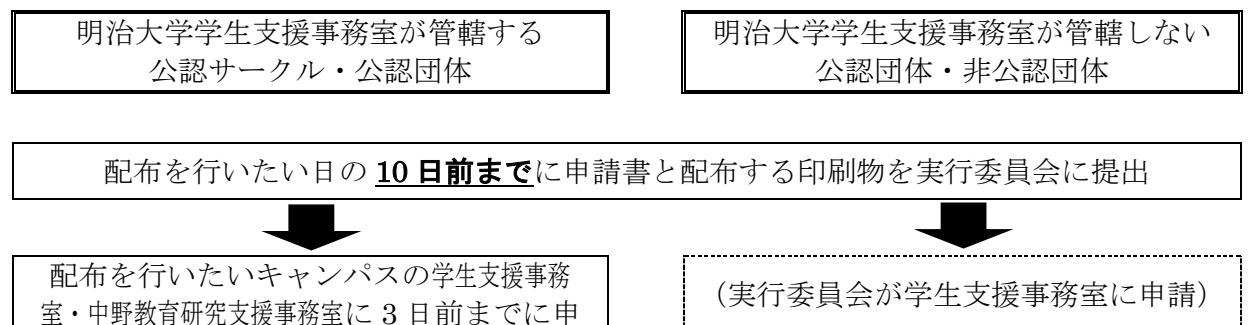 明治大学学生支援事務室が管轄する
公認サークル・公認団体
明治大学学生支援事務室が管轄しない
公認団体・非公認団体
配布を行いたい日の 10 日前までに申請書と配布する印刷物を実行委員会に提出
配布を行いたいキャンパスの学生支援事務
室・中野教育研究支援事務室に 3 日前までに申
（実行委員会が学生支援事務室に申請）